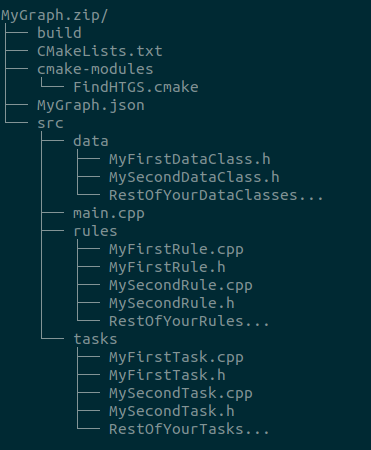 MyGraph.zip/
├── build
├── CMakeLists.txt
├── cmake-modules
│   └── FindHTGS.cmake
├── MyGraph.json
└── src
    ├── data
    │   ├── MyFirstDataClass.h
    │   ├── MySecondDataClass.h
    │   └── RestOfYourDataClasses...
    ├── main.cpp
    ├── rules
    │   ├── MyFirstRule.cpp
    │   ├── MyFirstRule.h
    │   ├── MySecondRule.cpp
    │   ├── MySecondRule.h
    │   └── RestOfYourRules...
    └── tasks
        ├── MyFirstTask.cpp
        ├── MyFirstTask.h
        ├── MySecondTask.cpp
        ├── MySecondTask.h
        └── RestOfYourTasks...